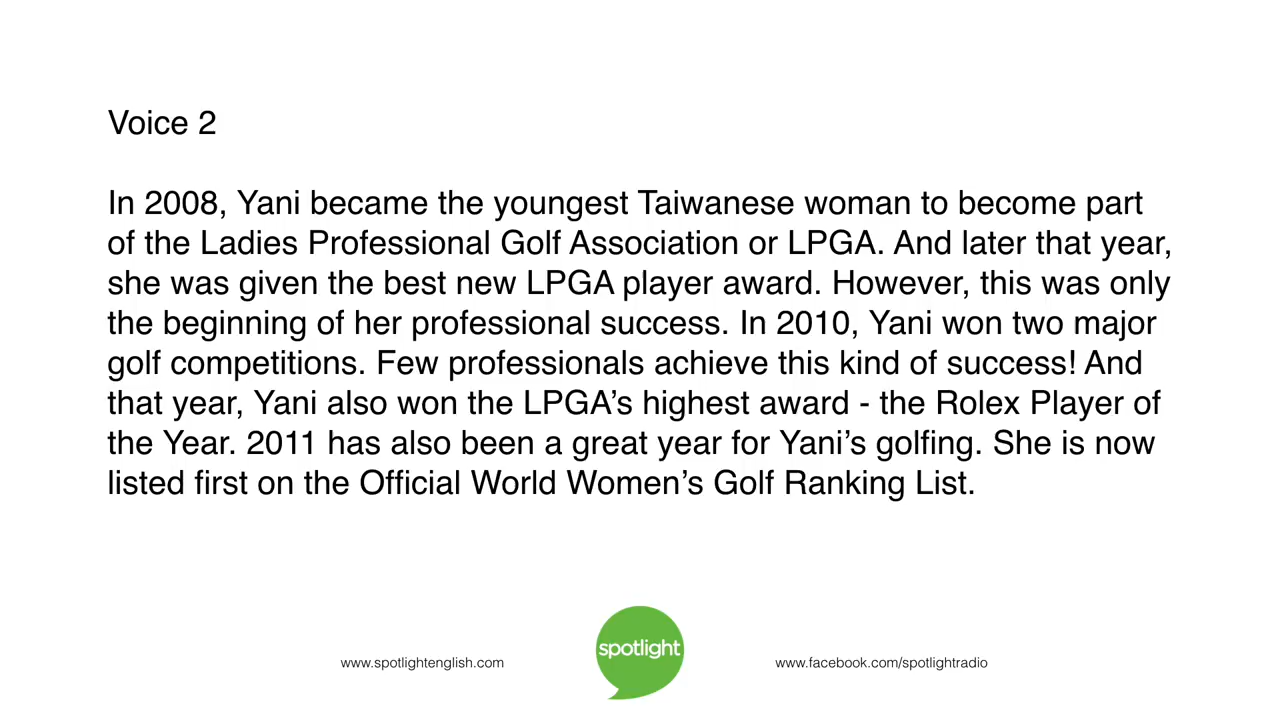 Voice 2
In 2008, Yani became the youngest Taiwanese woman to become part
of the Ladies Professional Golf Association or LPGA. And later that year,
she was given the best new LPGA player award. However, this was only
the beginning of her professional success. In 2010, Yani won two major
golf competitions. Few professionals achieve this kind of success! And
that year, Yani also won the LPGA’s highest award - the Rolex Player of
the Year. 2011 has also been a great year for Yani’s golfing. She is now
listed first on the Official World Women’s Golf Ranking List.
www.spotlightenglish.com
spotlight
www.facebook.com/spotlightradio